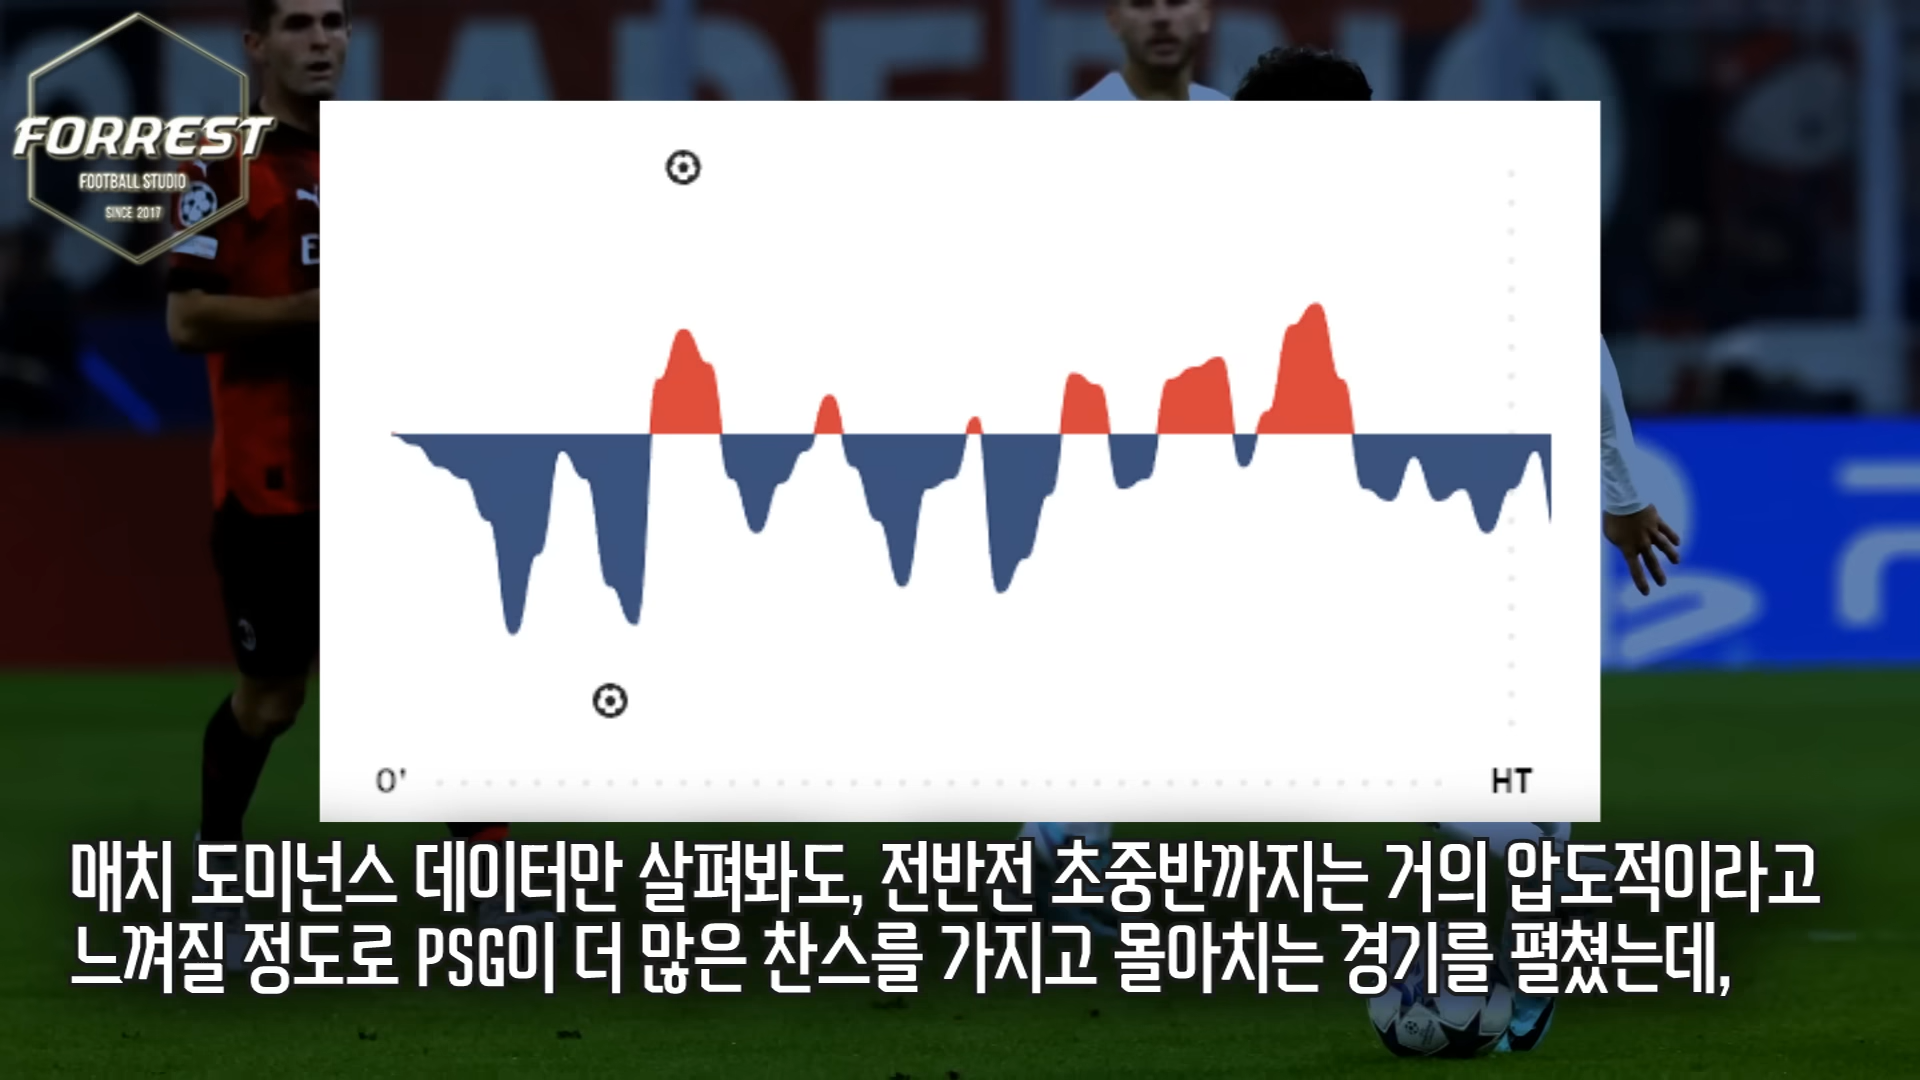 FORREST
FOOTBALL STUDIO
SINCE 2017
0'
HT
매치 도미넌스 데이터만 살펴봐도, 전반전 초중반까지는 거의 압도적이라고
느껴질 정도로 PSG이 더 많은 찬스를 가지고 몰아치는 경기를 펼쳤는데,